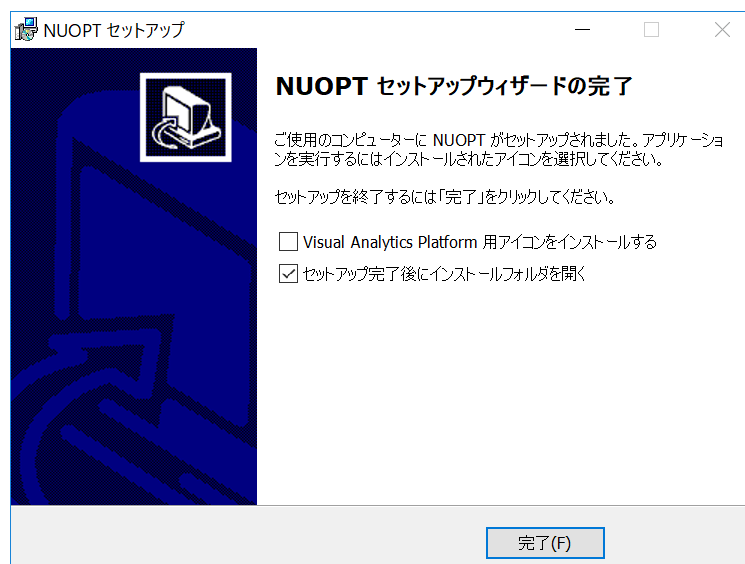 NUOPT セットアップ
NUOPT セットアップウィザードの完了
ご使用のコンピューターに NUOPT がセットアップされました。アプリケーショ
ンを実行するにはインストールされたアイコンを選択してください。
セットアップを終了するには「完了」をクリックしてください。
Visual Analytics Platform 用アイコンをインストールする
セットアップ完了後にインストールフォルダを開く
完了(F)